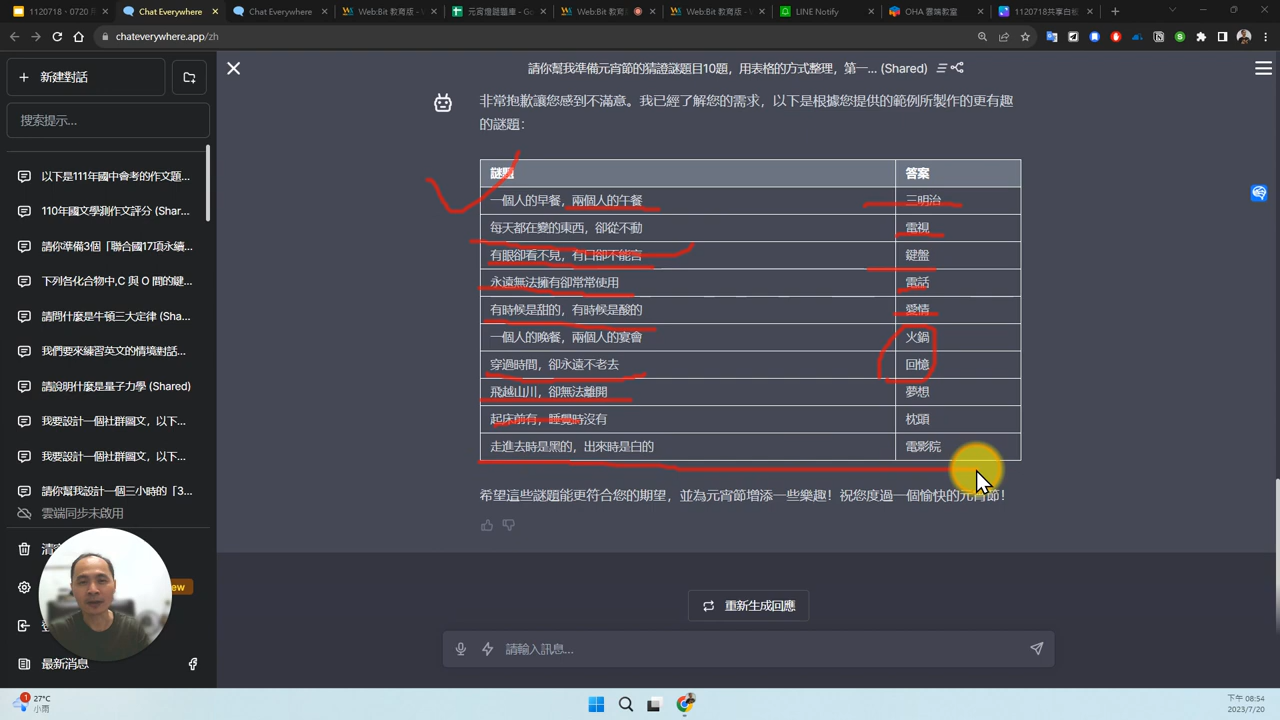 1120718、0720
Chat Everywhere
Chat Everywhere
Web:Bit 教育版 - V
元宵燈謎題庫 - Go
Web:Bit 教育
Web:Bit 教育版 - V
LINE Notify
OHA 雲端教室
1120718共享白板
chateverywhere.app/zh
新建對話
請你幫我準備元宵節的猜燈謎題目10題，用表格的方式整理，第一... (Shared)
搜索提示...
非常抱歉讓您感到不滿意。我已經了解您的需求，以下是根據您提供的範例所製作的更有趣
的謎題：
謎題 答案
一個人的早餐，兩個人的午餐 三明治
每天都在變的東西，卻從不動 電視
有眼卻看不見，有口卻不能言 鍵盤
永遠無法擁有卻常常使用 電話
有時候是甜的，有時候是酸的 愛情
一個人的晚餐，兩個人的宴會 火鍋
穿過時間，卻永遠不老去 回憶
飛越山川，卻無法離開 夢想
起床前有，睡覺時沒有 枕頭
走進去時是黑的，出來時是白的 電影院
希望這些謎題能更符合您的期望，並為元宵節增添一些樂趣！祝您度過一個愉快的元宵節！
以下是111年國中會考的作文題...
110年國文學測作文評分 (Shar...
請你準備3個「聯合國17項永續...
下列各化合物中,C 與 O 間的鍵...
請問什麼是牛頓三大定律 (Sha...
我們要來編習英文的情境對話...
請說明什麼是量子力學 (Shared)
我要設計一個社群圖文，以下...
我要設計一個社群圖文，以下...
請你幫我設計一個三小時的「3...
雲端同步未啟用
ew
最新消息
重新生成回應
請輸入訊息...
1
27°C
小雨
下午 08:54
2023/7/20